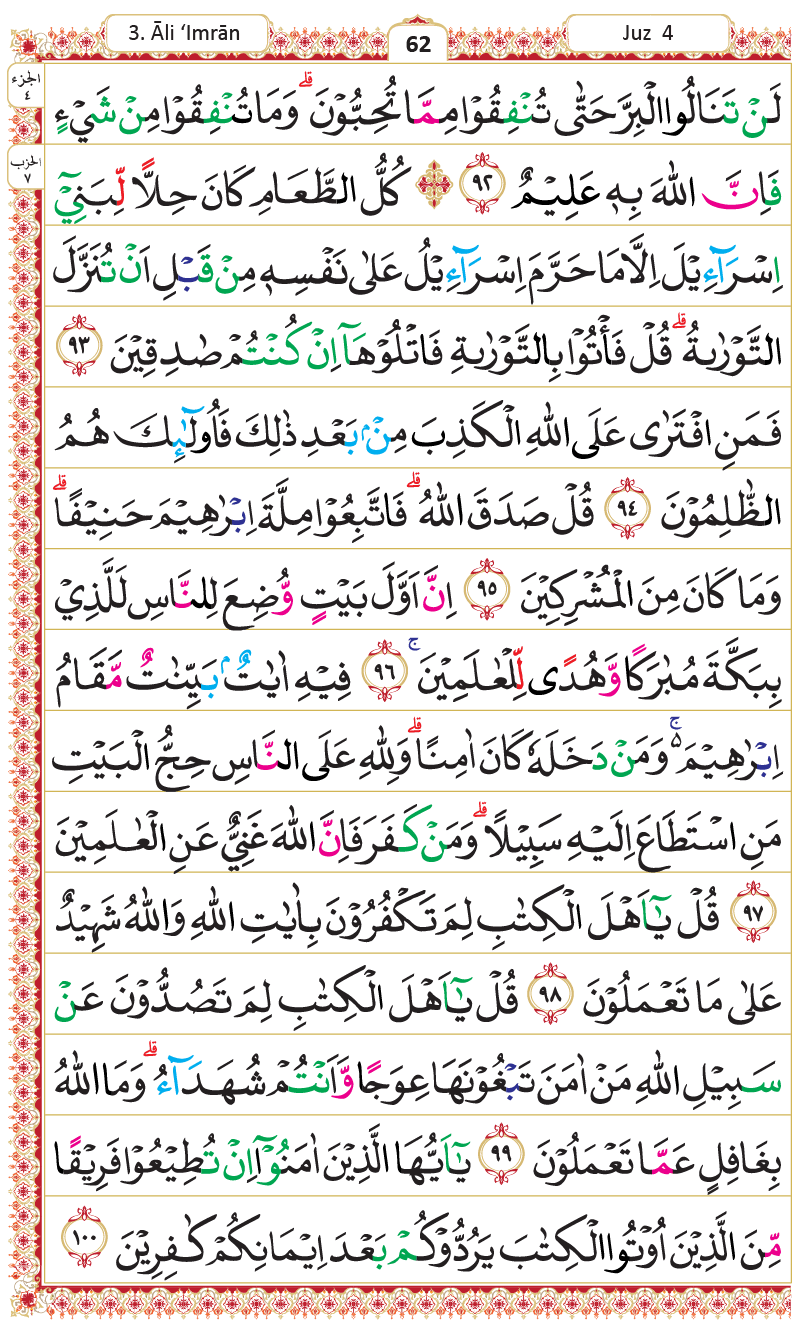 3. Āli ‘Imrān
62
Juz 4
الجزء
٤
الحزب
٧
لَنْ تَنَالُوا الْبِرَّ حَتّٰى تُنْفِقُوْا مِمَّا تُحِبُّوْنَ ۗ وَمَا تُنْفِقُوْا مِنْ شَيْءٍ
فَاِنَّ اللّٰهَ بِهٖ عَلِيْمٌ ٩٢ كُلُّ الطَّعَامِ كَانَ حِلًّا لِّبَنِيْٓ
اِسْرَاۤءِيْلَ اِلَّا مَا حَرَّمَ اِسْرَاۤءِيْلُ عَلٰى نَفْسِهٖ مِنْ قَبْلِ اَنْ تُنَزَّلَ
التَّوْرٰىةُ ۗ قُلْ فَأْتُوْا بِالتَّوْرٰىةِ فَاتْلُوْهَآ اِنْ كُنْتُمْ صٰدِقِيْنَ ٩٣
فَمَنِ افْتَرٰى عَلَى اللّٰهِ الْكَذِبَ مِنْۢ بَعْدِ ذٰلِكَ فَاُولٰۤىِٕكَ هُمُ
الظّٰلِمُوْنَ ٩٤ قُلْ صَدَقَ اللّٰهُ ۗ فَاتَّبِعُوْا مِلَّةَ اِبْرٰهِيْمَ حَنِيْفًا ۗ
وَمَا كَانَ مِنَ الْمُشْرِكِيْنَ ٩٥ اِنَّ اَوَّلَ بَيْتٍ وُّضِعَ لِلنَّاسِ لَلَّذِيْ
بِبَكَّةَ مُبٰرَكًا وَّهُدًى لِّلْعٰلَمِيْنَ ۚ ٩٦ فِيْهِ اٰيٰتٌۢ بَيِّنٰتٌ مَّقَامُ
اِبْرٰهِيْمَ ەۚ وَمَنْ دَخَلَهٗ كَانَ اٰمِنًا ۗ وَلِلّٰهِ عَلَى النَّاسِ حِجُّ الْبَيْتِ
مَنِ اسْتَطَاعَ اِلَيْهِ سَبِيْلًا ۗ وَمَنْ كَفَرَ فَاِنَّ اللّٰهَ غَنِيٌّ عَنِ الْعٰلَمِيْنَ
٩٧ قُلْ يٰٓاَهْلَ الْكِتٰبِ لِمَ تَكْفُرُوْنَ بِاٰيٰتِ اللّٰهِ وَاللّٰهُ شَهِيْدٌ
عَلٰى مَا تَعْمَلُوْنَ ٩٨ قُلْ يٰٓاَهْلَ الْكِتٰبِ لِمَ تَصُدُّوْنَ عَنْ
سَبِيْلِ اللّٰهِ مَنْ اٰمَنَ تَبْغُوْنَهَا عِوَجًا وَّاَنْتُمْ شُهَدَاۤءُ ۗ وَمَا اللّٰهُ
بِغَافِلٍ عَمَّا تَعْمَلُوْنَ ٩٩ يٰٓاَيُّهَا الَّذِيْنَ اٰمَنُوْٓا اِنْ تُطِيْعُوْا فَرِيْقًا
مِّنَ الَّذِيْنَ اُوْتُوا الْكِتٰبَ يَرُدُّوْكُمْ بَعْدَ اِيْمَانِكُمْ كٰفِرِيْنَ ١٠٠